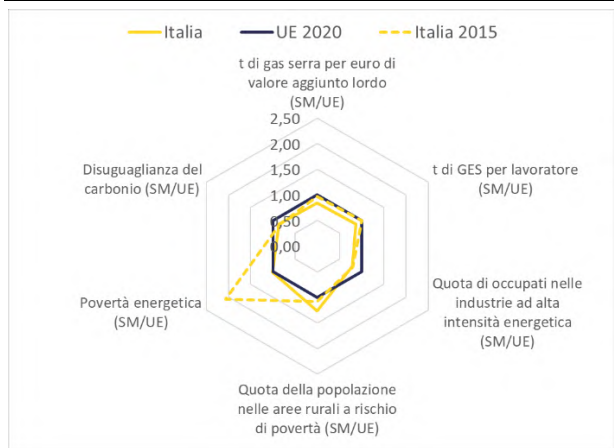 Italia UE 2020 Italia 2015
t di gas serra per euro di
valore aggiunto lordo
(SM/UE)
2,50
2,00
1,50
1,00
0,50
0,00
Disuguaglianza del
carbonio (SM/UE)
t di GES per lavoratore
(SM/UE)
Povertà energetica
(SM/UE)
Quota di occupati nelle
industrie ad alta
intensità energetica
(SM/UE)
Quota della popolazione
nelle aree rurali a rischio
di povertà (SM/UE)